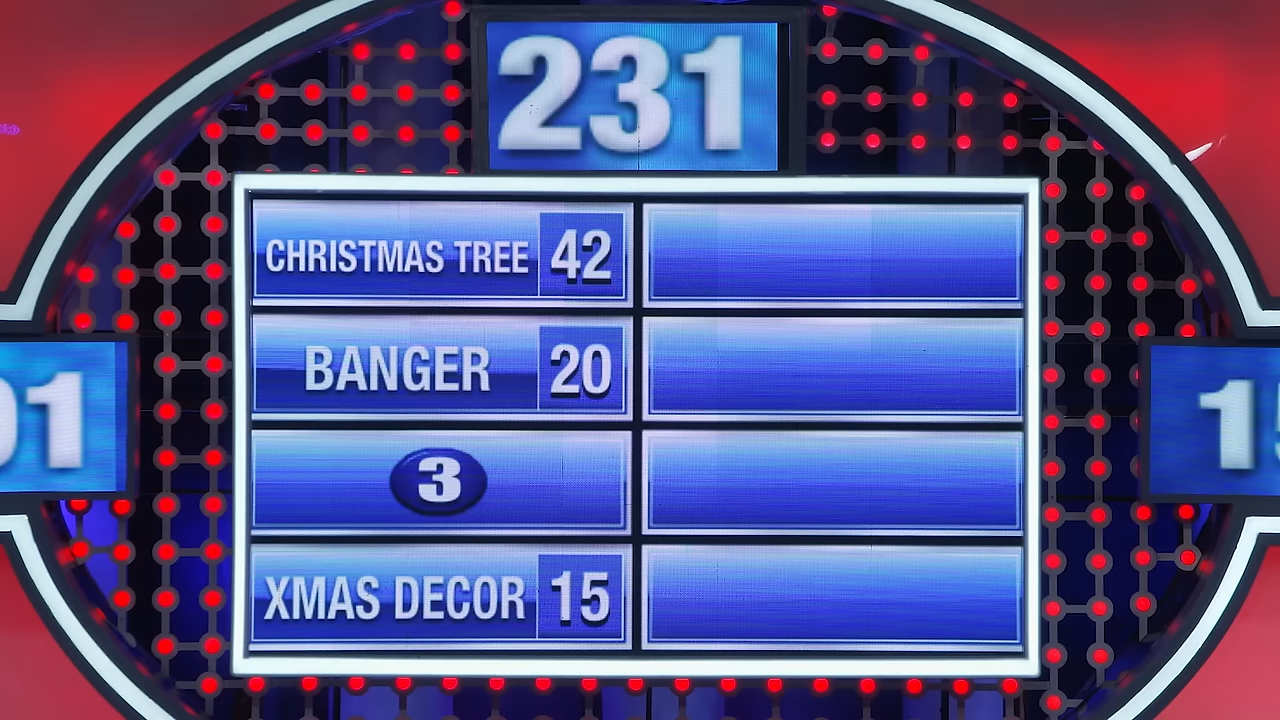 231
CHRISTMAS TREE 42
BANGER 20
3
XMAS DECOR 15